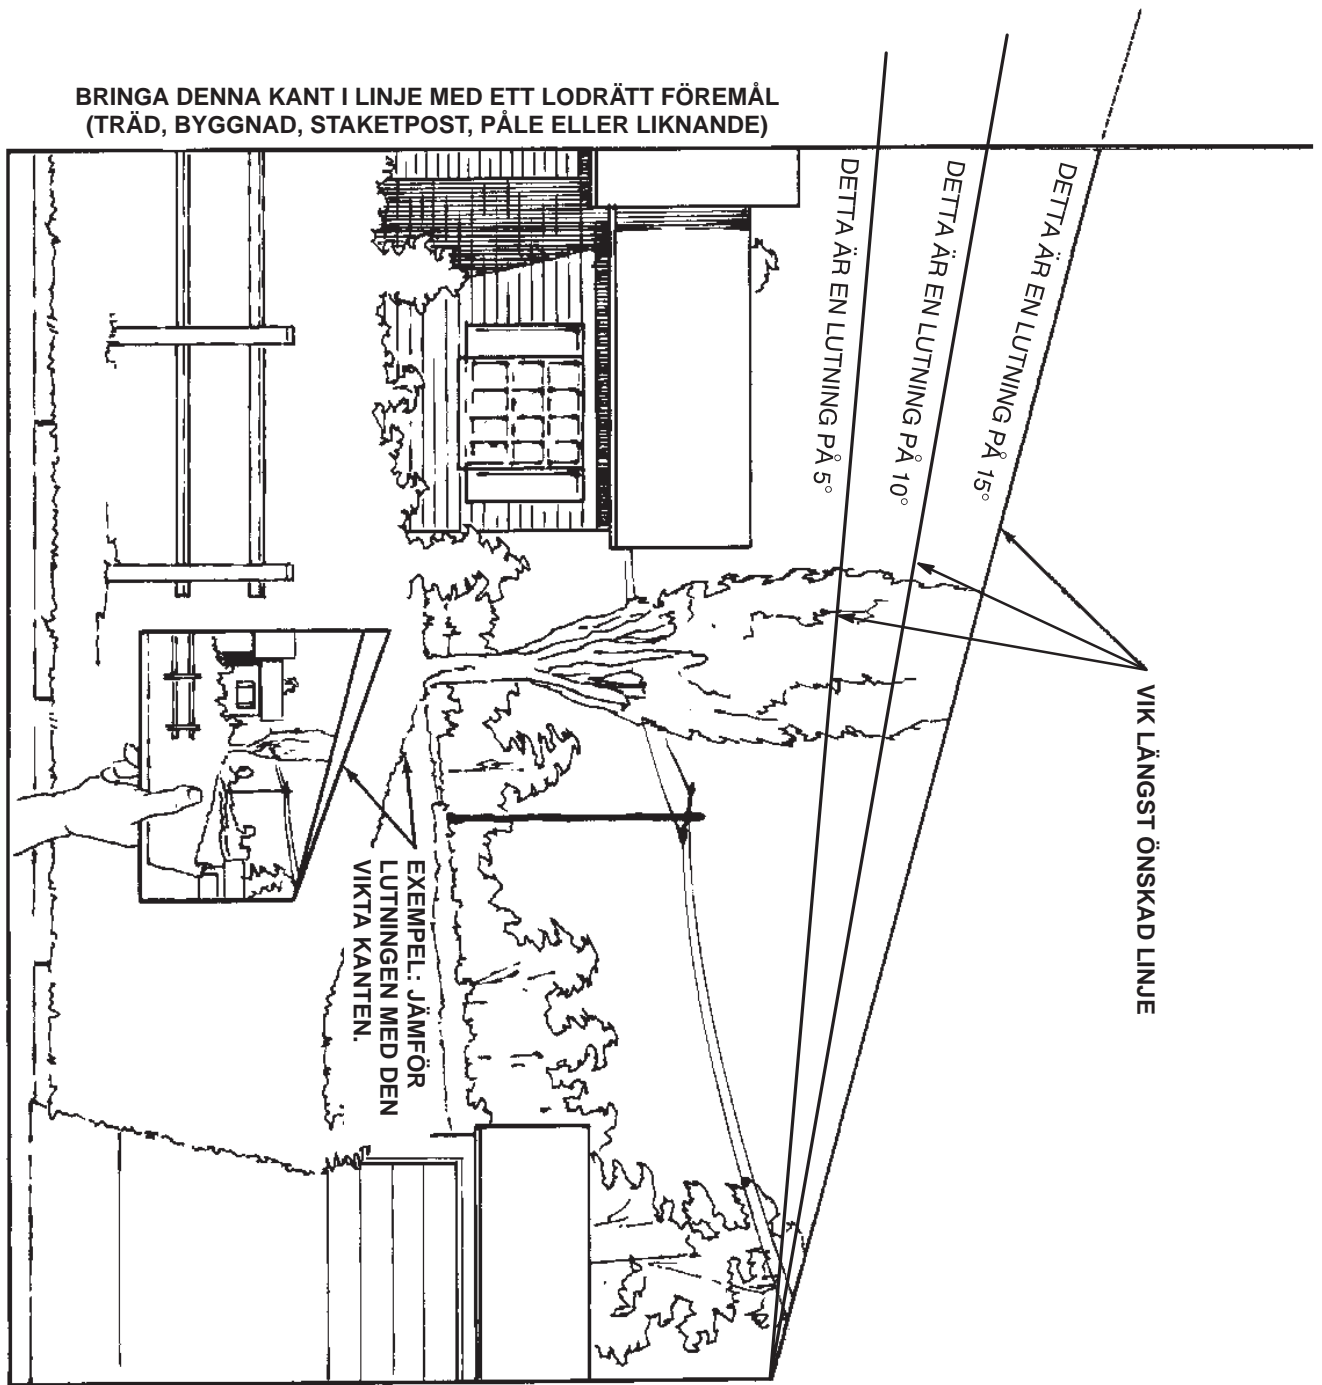 BRINGA DENNA KANT I LINJE MED ETT LODRÄTT FÖREMÅL
(TRÄD, BYGGNAD, STAKETPOST, PÅLE ELLER LIKNANDE)
DETTA ÄR EN LUTNING PÅ 5°
DETTA ÄR EN LUTNING PÅ 10°
DETTA ÄR EN LUTNING PÅ 15°
VIK LÄNGST ÖNSKAD LINJE
EXEMPEL: JÄMFÖR
LUTNINGEN MED DEN
VIKTA KANTEN.